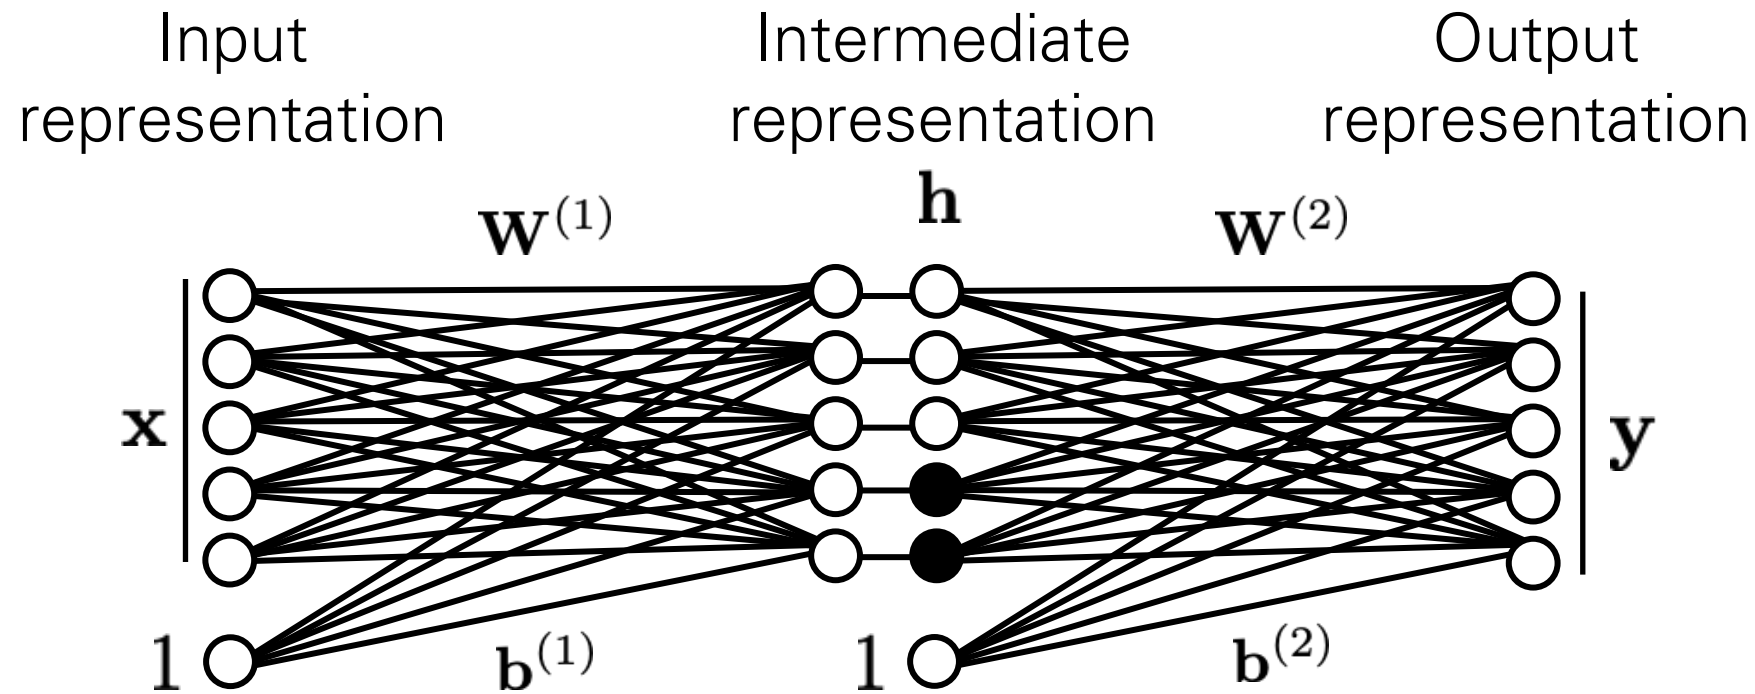 Input
representation
Intermediate
representation
Output
representation
h
W(1)
W(2)
x
y
1
b(1)
1
b(2)